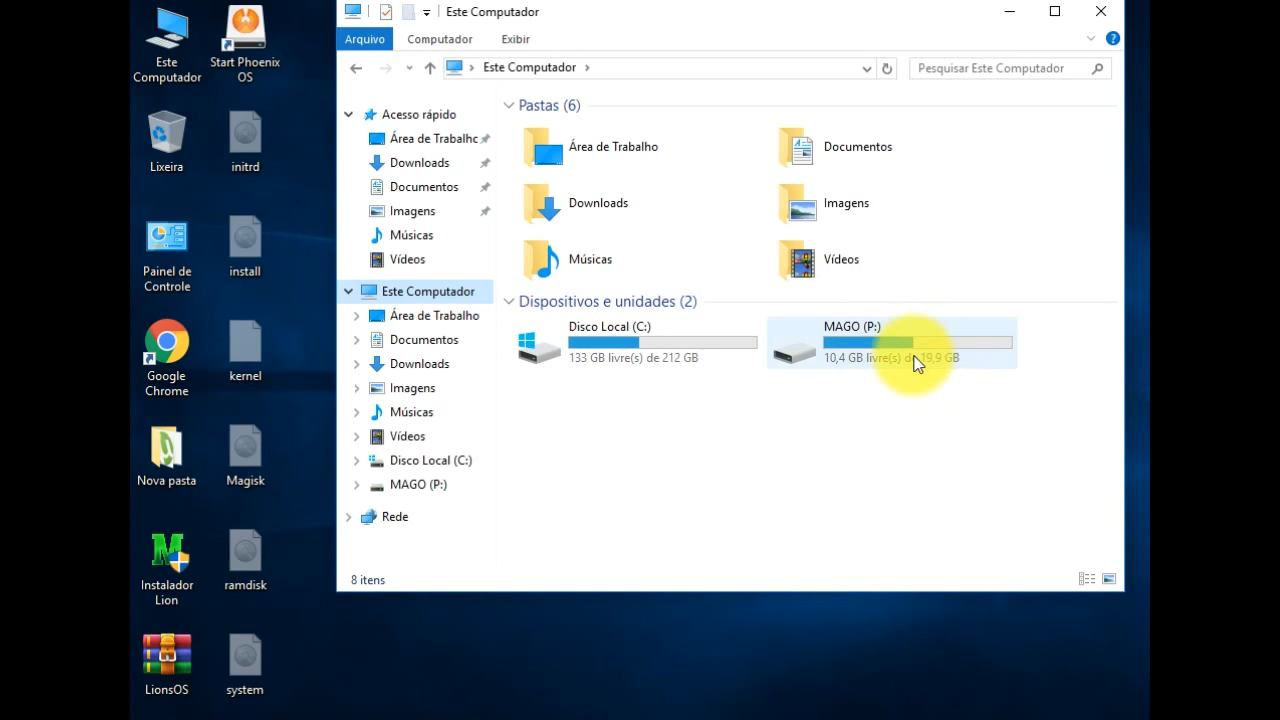 Este Computador
Arquivo
Computador
Exibir
Este Computador
Pesquisar Este Computador
Este
Computador
Start Phoenix
OS
Lixeira
initrd
Painel de
Controle
install
Google
Chrome
kernel
Nova pasta
Magisk
Instalador
Lion
ramdisk
LionsOS
system
Acesso rápido
Área de Trabalho
Downloads
Documentos
Imagens
Músicas
Vídeos
Este Computador
Área de Trabalho
Documentos
Downloads
Imagens
Músicas
Vídeos
Disco Local (C:)
MAGO (P:)
Rede
Pastas (6)
Área de Trabalho
Documentos
Downloads
Imagens
Músicas
Vídeos
Dispositivos e unidades (2)
Disco Local (C:)
133 GB livre(s) de 212 GB
MAGO (P:)
10,4 GB livre(s) de 19,9 GB
8 itens